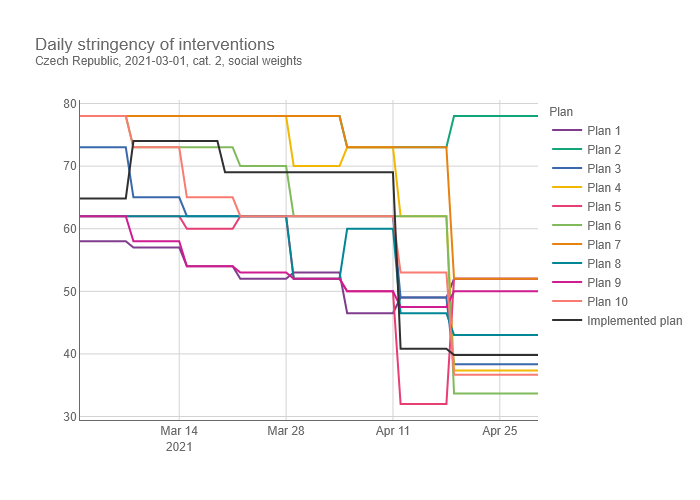 Daily stringency of interventions
Czech Republic, 2021-03-01, cat. 2, social weights
80
70
60
50
40
30
Mar 14
2021
Mar 28
Apr 11
Apr 25
Plan
Plan 1
Plan 2
Plan 3
Plan 4
Plan 5
Plan 6
Plan 7
Plan 8
Plan 9
Plan 10
Implemented plan